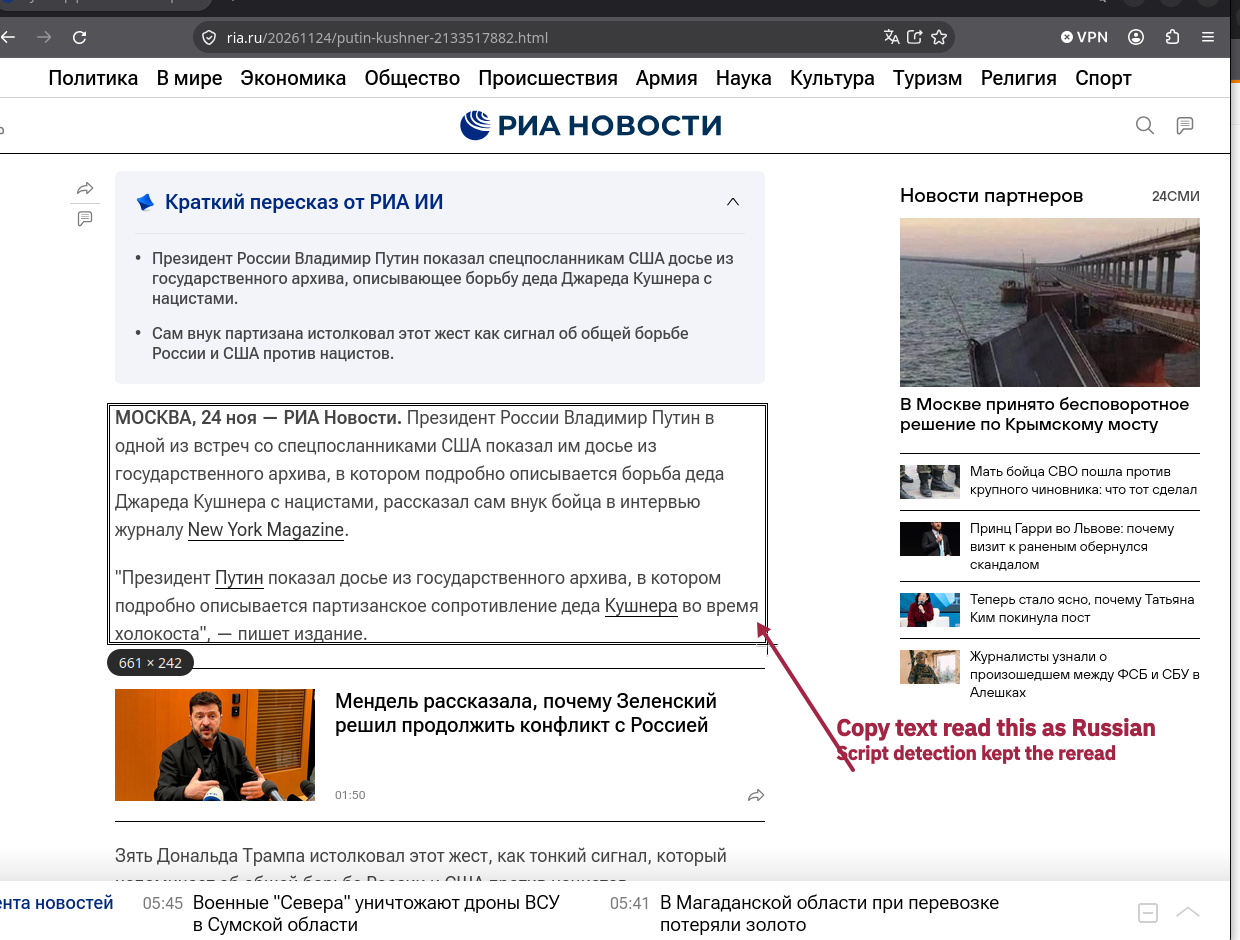 ria.ru/20261124/putin-kushner-2133517882.html
VPN
Политика В мире Экономика Общество Происшествия Армия Наука Культура Туризм Религия Спорт
РИА НОВОСТИ
Краткий пересказ от РИА ИИ
• Президент России Владимир Путин показал спецпосланникам США досье из
государственного архива, описывающее борьбу деда Джареда Кушнера с
нацистами.
• Сам внук партизана истолковал этот жест как сигнал об общей борьбе
России и США против нацистов.
МОСКВА, 24 ноя — РИА Новости. Президент России Владимир Путин в
одной из встреч со спецпосланниками США показал им досье из
государственного архива, в котором подробно описывается борьба деда
Джареда Кушнера с нацистами, рассказал сам внук бойца в интервью
журналу New York Magazine.
"Президент Путин показал досье из государственного архива, в котором
подробно описывается партизанское сопротивление деда Кушнера во время
холокоста", — пишет издание.
661 × 242
Мендель рассказала, почему Зеленский
решил продолжить конфликт с Россией
01:50
Зять Дональда Трампа истолковал этот жест, как тонкий сигнал, который
Новости партнеров
24СМИ
В Москве принято бесповоротное
решение по Крымскому мосту
Мать бойца СВО пошла против
крупного чиновника: что тот сделал
Принц Гарри во Львове: почему
визит к раненым обернулся
скандалом
Теперь стало ясно, почему Татьяна
Ким покинула пост
Журналисты узнали о
произошедшем между ФСБ и СБУ в
Алешках
Copy text read this as Russian
Script detection kept the reread
новостей
05:45 Военные "Севера" уничтожают дроны ВСУ
в Сумской области
05:41 В Магаданской области при перевозке
потеряли золото